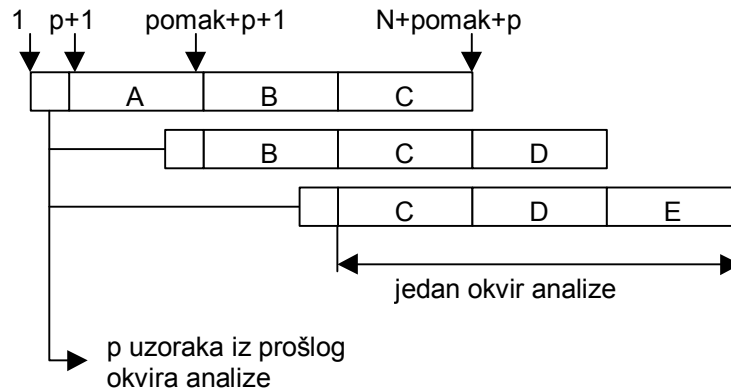 1 p+1 pomak+p+1 N+pomak+p
A B C
B C D
C D E
jedan okvir analize
p uzoraka iz prošlog
okvira analize